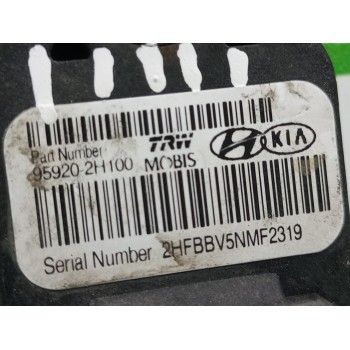 Part Number
95920-2H100 MOBIS
TRW
KIA
Serial Number 2HFBBV5NMF2319